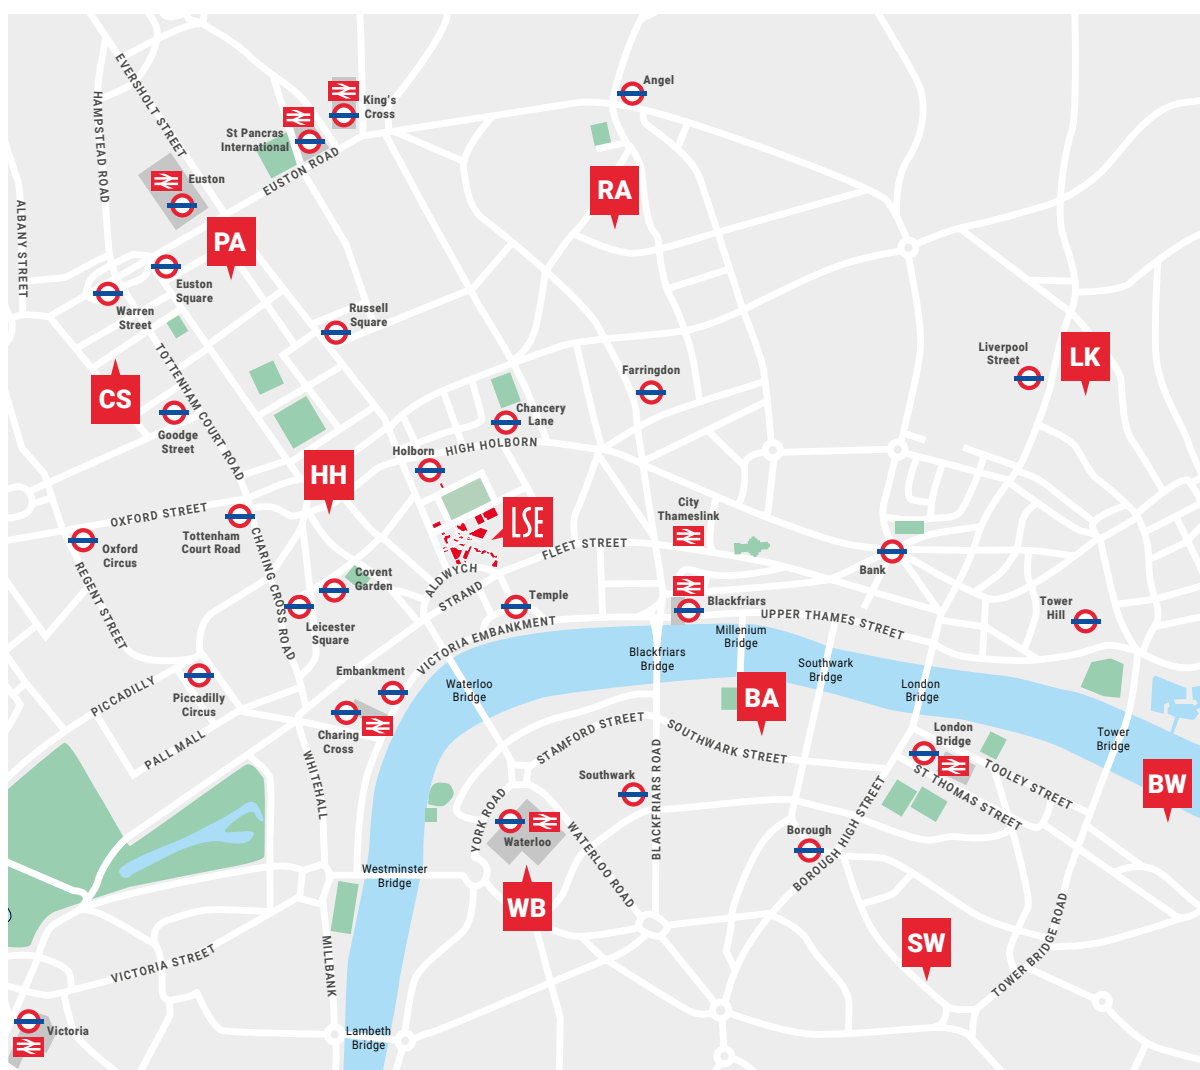 EVERSHOLT STREET
HAMPSTEAD ROAD
King's
Cross
Angel
St Pancras
International
EUSTON ROAD
Euston
RA
ALBANY STREET
PA
Euston
Square
Warren
Street
Russell
Square
Liverpool
Street
LK
TOTTENHAM COURT ROAD
CS
Farringdon
Goodge
Street
Chancery
Lane
Holborn
HIGH HOLBORN
HH
OXFORD STREET
Tottenham
Court Road
LSE
City
Thameslink
FLEET STREET
Oxford
Circus
REGENT STREET
CHARING CROSS ROAD
Covent
Garden
ALDWYCH
STRAND
Temple
Bank
Blackfriars
UPPER THAMES STREET
Tower
Hill
Leicester
Square
VICTORIA EMBANKMENT
Millenium
Bridge
Blackfriars
Bridge
Southwark
Bridge
Embankment
Waterloo
Bridge
London
Bridge
PICCADILLY
Piccadilly
Circus
BA
PALL MALL
Charing
Cross
STAMFORD STREET
SOUTHWARK STREET
London
Bridge
Tower
Bridge
WHITEHALL
Southwark
BLACKFRIARS ROAD
ST THOMAS STREET
TOOLEY STREET
BW
YORK ROAD
Waterloo
WATERLOO ROAD
Borough
BOROUGH HIGH STREET
Westminster
Bridge
WB
SW
TOWER BRIDGE ROAD
VICTORIA STREET
MILLBANK
Victoria
Lambeth
Bridge